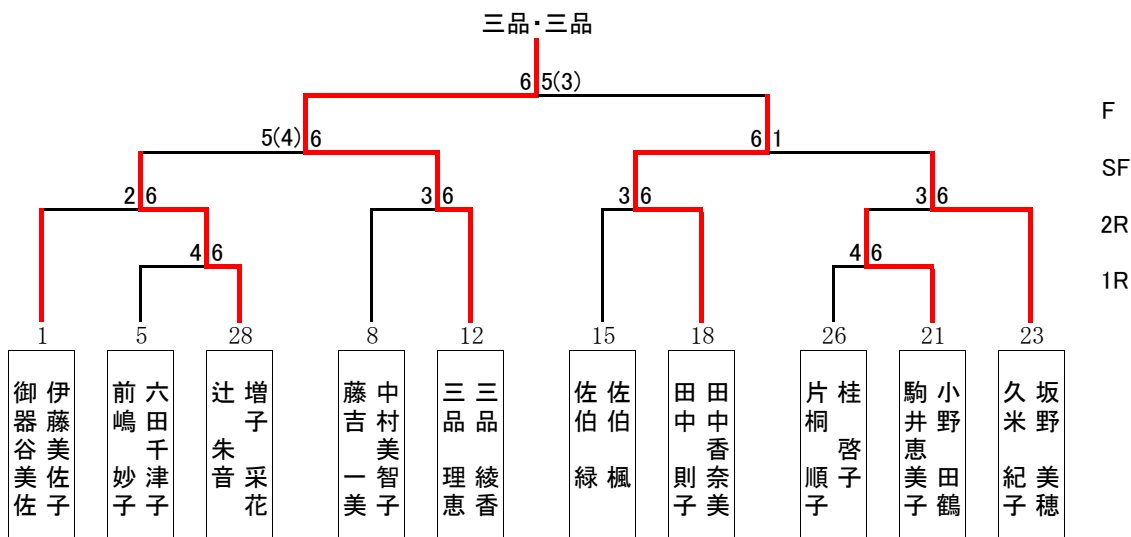 三品・三品
6 5(3)
F
5(4) 6
6 1
SF
2 6
3 6
3 6
3 6
2R
4 6
4 6
1R
1
5
28
8
12
15
18
26
21
23
御器谷美佐
伊藤美佐子
前嶋 妙子
六田千津子
辻 朱音
増子 采花
藤吉 一美
中村美智子
三品 理恵
三品 綾香
佐伯 緑
佐伯 楓
田中 則子
田中香奈美
片桐 順子
桂 啓子
駒井恵美子
小野 田鶴
久米 紀子
坂野 美穂